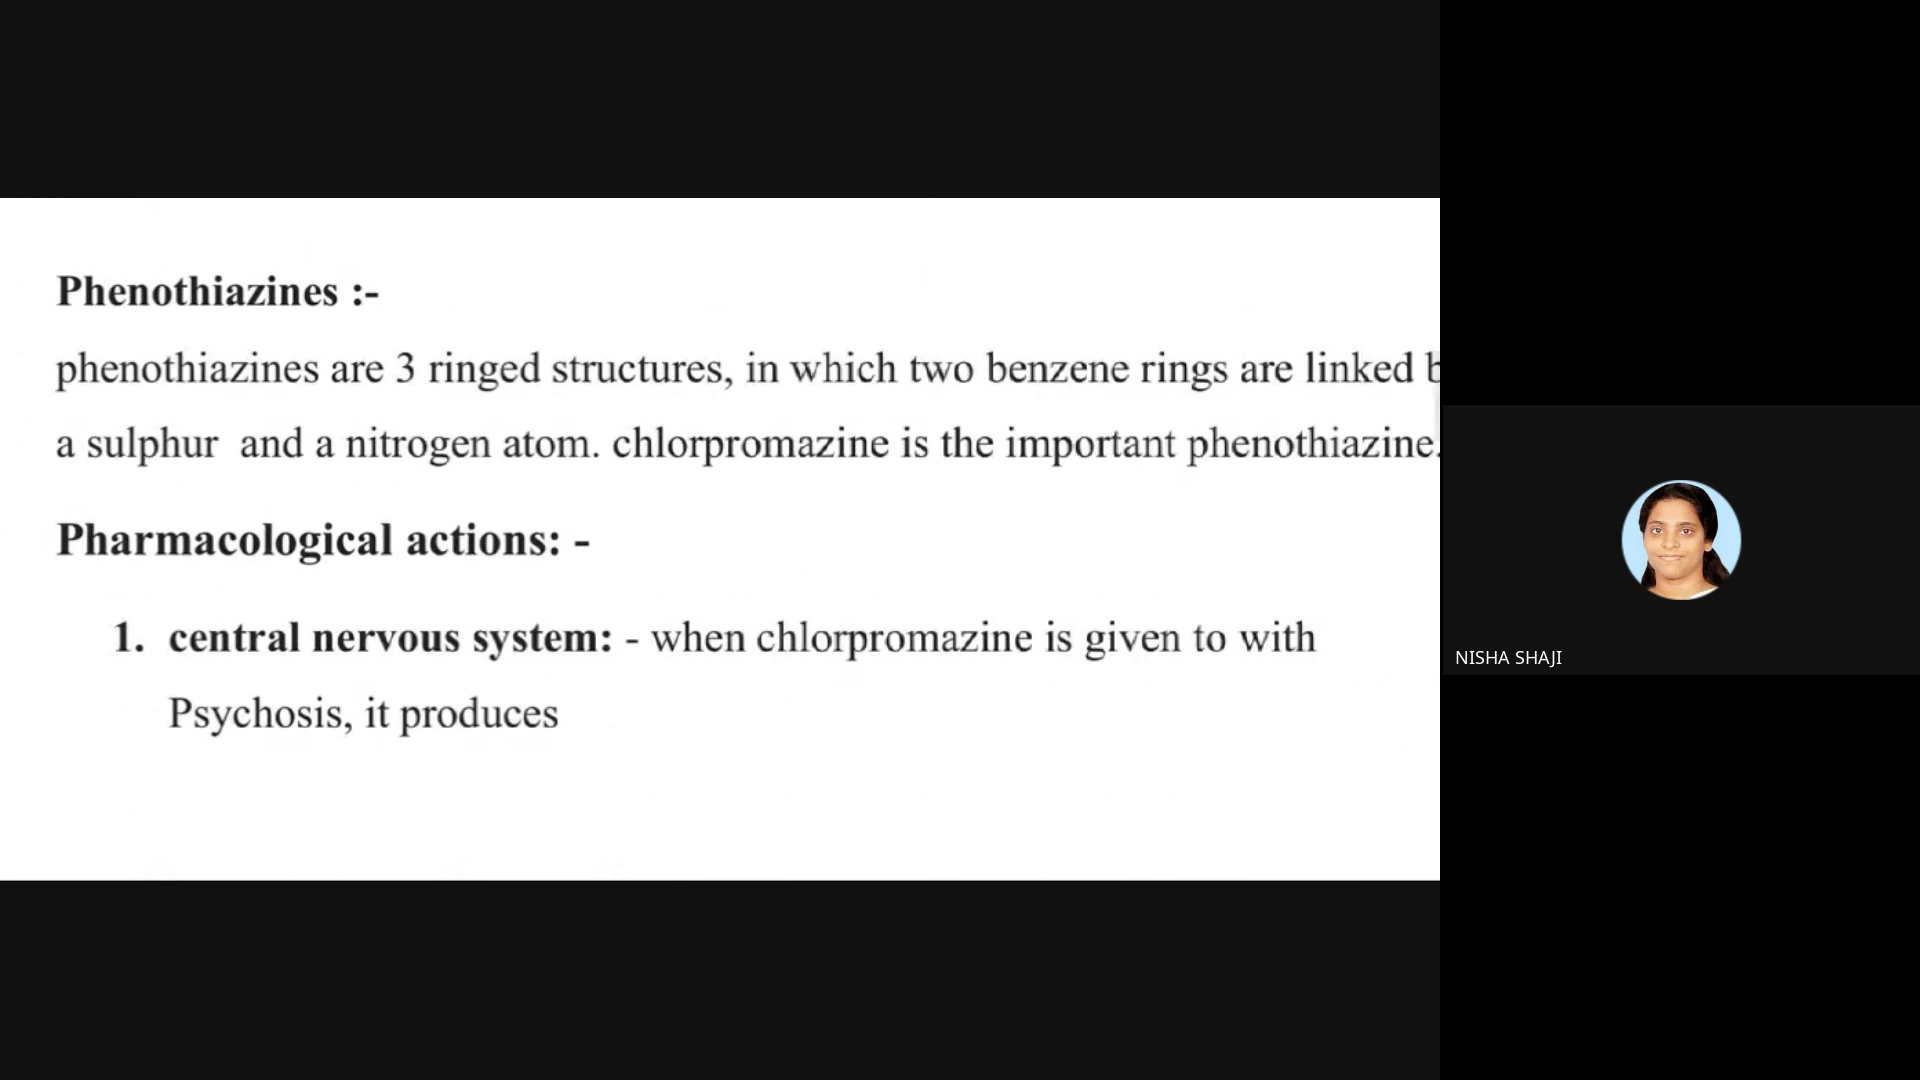 Phenothiazines :-
phenothiazines are 3 ringed structures, in which two benzene rings are linked
a sulphur and a nitrogen atom. chlorpromazine is the important phenothiazine.
Pharmacological actions: -
1. central nervous system: - when chlorpromazine is given to with
Psychosis, it produces
NISHA SHAJI